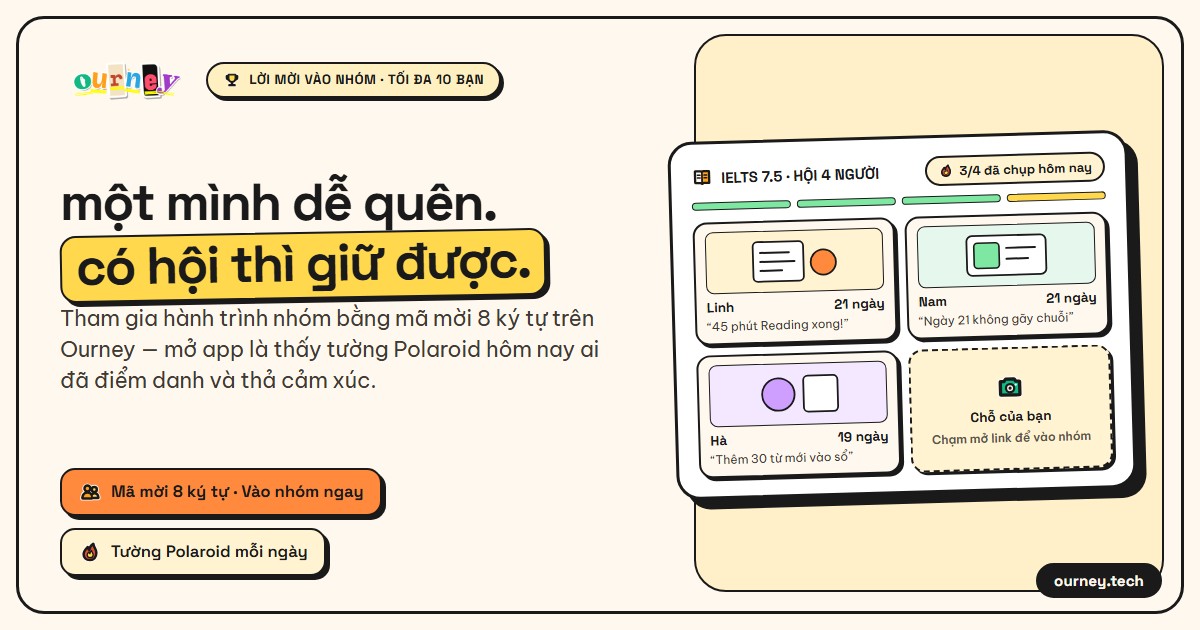 ourney
LỜI MỜI VÀO NHÓM · TỐI ĐA 10 BẠN
một mình dễ quên.
có hội thì giữ được.
Tham gia hành trình nhóm bằng mã mời 8 ký tự trên
Ourney — mở app là thấy tường Polaroid hôm nay ai
đã điểm danh và thả cảm xúc.
Mã mời 8 ký tự · Vào nhóm ngay
Tường Polaroid mỗi ngày
IELTS 7.5 · HỘI 4 NGƯỜI
3/4 đã chụp hôm nay
Linh
21 ngày
“45 phút Reading xong!”
Nam
21 ngày
“Ngày 21 không gãy chuỗi”
Hà
19 ngày
“Thêm 30 từ mới vào sổ”
Chỗ của bạn
Chạm mở link để vào nhóm
ourney.tech